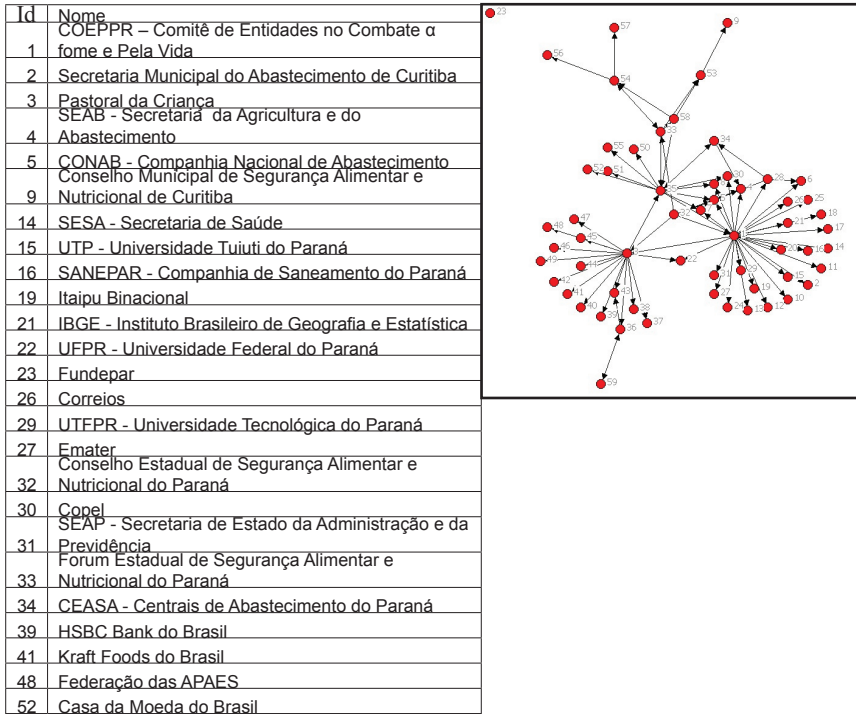 Id Nome
COEPPR – Comitê de Entidades no Combate α
1 fome e Pela Vida
2 Secretaria Municipal do Abastecimento de Curitiba
3 Pastoral da Criança
SEAB - Secretaria da Agricultura e do
4 Abastecimento
5 CONAB - Companhia Nacional de Abastecimento
Conselho Municipal de Segurança Alimentar e
9 Nutricional de Curitiba
14 SESA - Secretaria de Saúde
15 UTP - Universidade Tuiuti do Paraná
16 SANEPAR - Companhia de Saneamento do Paraná
19 Itaipu Binacional
21 IBGE - Instituto Brasileiro de Geografia e Estatística
22 UFPR - Universidade Federal do Paraná
23 Fundepar
26 Correios
29 UTFPR - Universidade Tecnológica do Paraná
27 Emater
Conselho Estadual de Segurança Alimentar e
32 Nutricional do Paraná
30 Copel
SEAP - Secretaria de Estado da Administração e da
31 Previdência
Forum Estadual de Segurança Alimentar e
33 Nutricional do Paraná
34 CEASA - Centrais de Abastecimento do Paraná
39 HSBC Bank do Brasil
41 Kraft Foods do Brasil
48 Federação das APAES
52 Casa da Moeda do Brasil
23
57
9
56
54
53
58
33
34
55
50
51
30
28
6
25
18
17
32
21
14
16
11
47
48
45
46
49
44
22
42
41
43
40
39
38
37
36
59
31
29
27
19
15
2
10
12
13